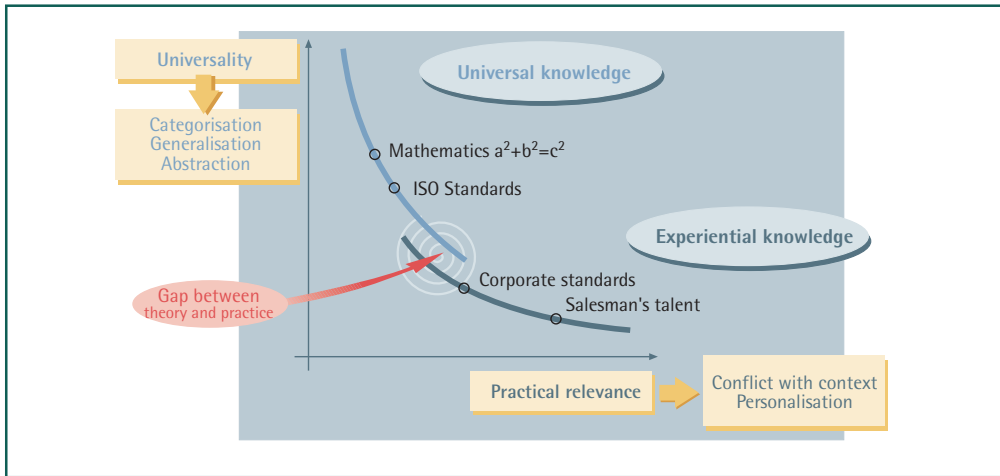 Universality
Categorisation
Generalisation
Abstraction
Universal knowledge
Mathematics a²+b²=c²
ISO Standards
Experiential knowledge
Gap between
theory and practice
Corporate standards
Salesman's talent
Practical relevance
Conflict with context
Personalisation